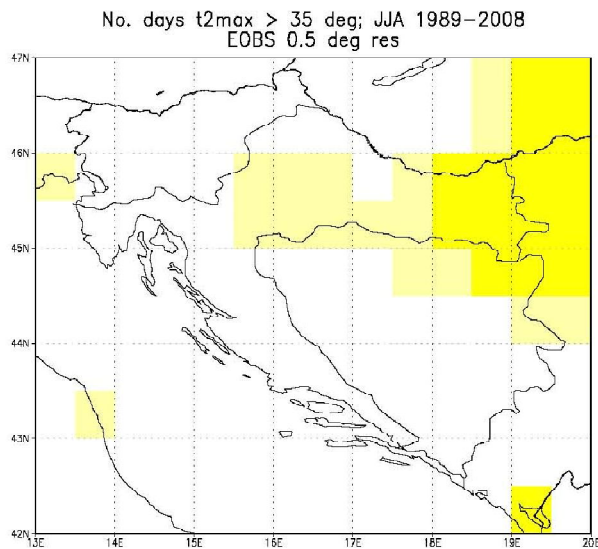 No. days t2max > 35 deg; JJA 1989-2008
EOBS 0.5 deg res
47N
46N
45N
44N
43N
42N
13E 14E 15E 16E 17E 18E 19E 20E